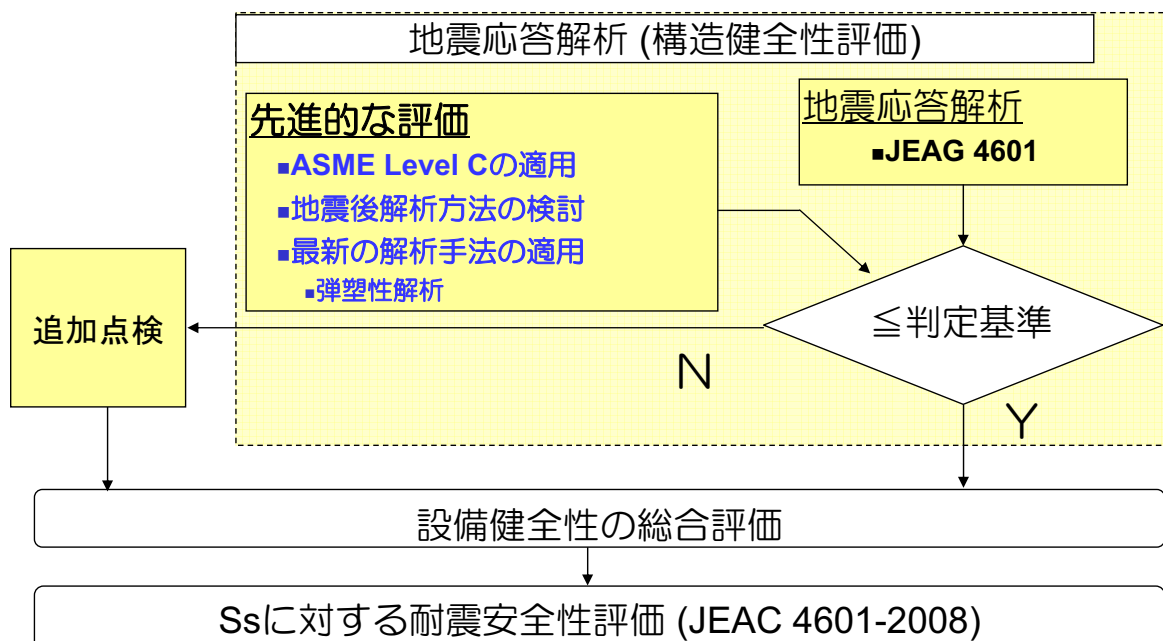 地震応答解析 (構造健全性評価)
先進的な評価
■ASME Level Cの適用
■地震後解析方法の検討
■最新の解析手法の適用
■弾塑性解析
地震応答解析
■JEAG 4601
≦判定基準
追加点検
N
Y
設備健全性の総合評価
Ssに対する耐震安全性評価 (JEAC 4601-2008)